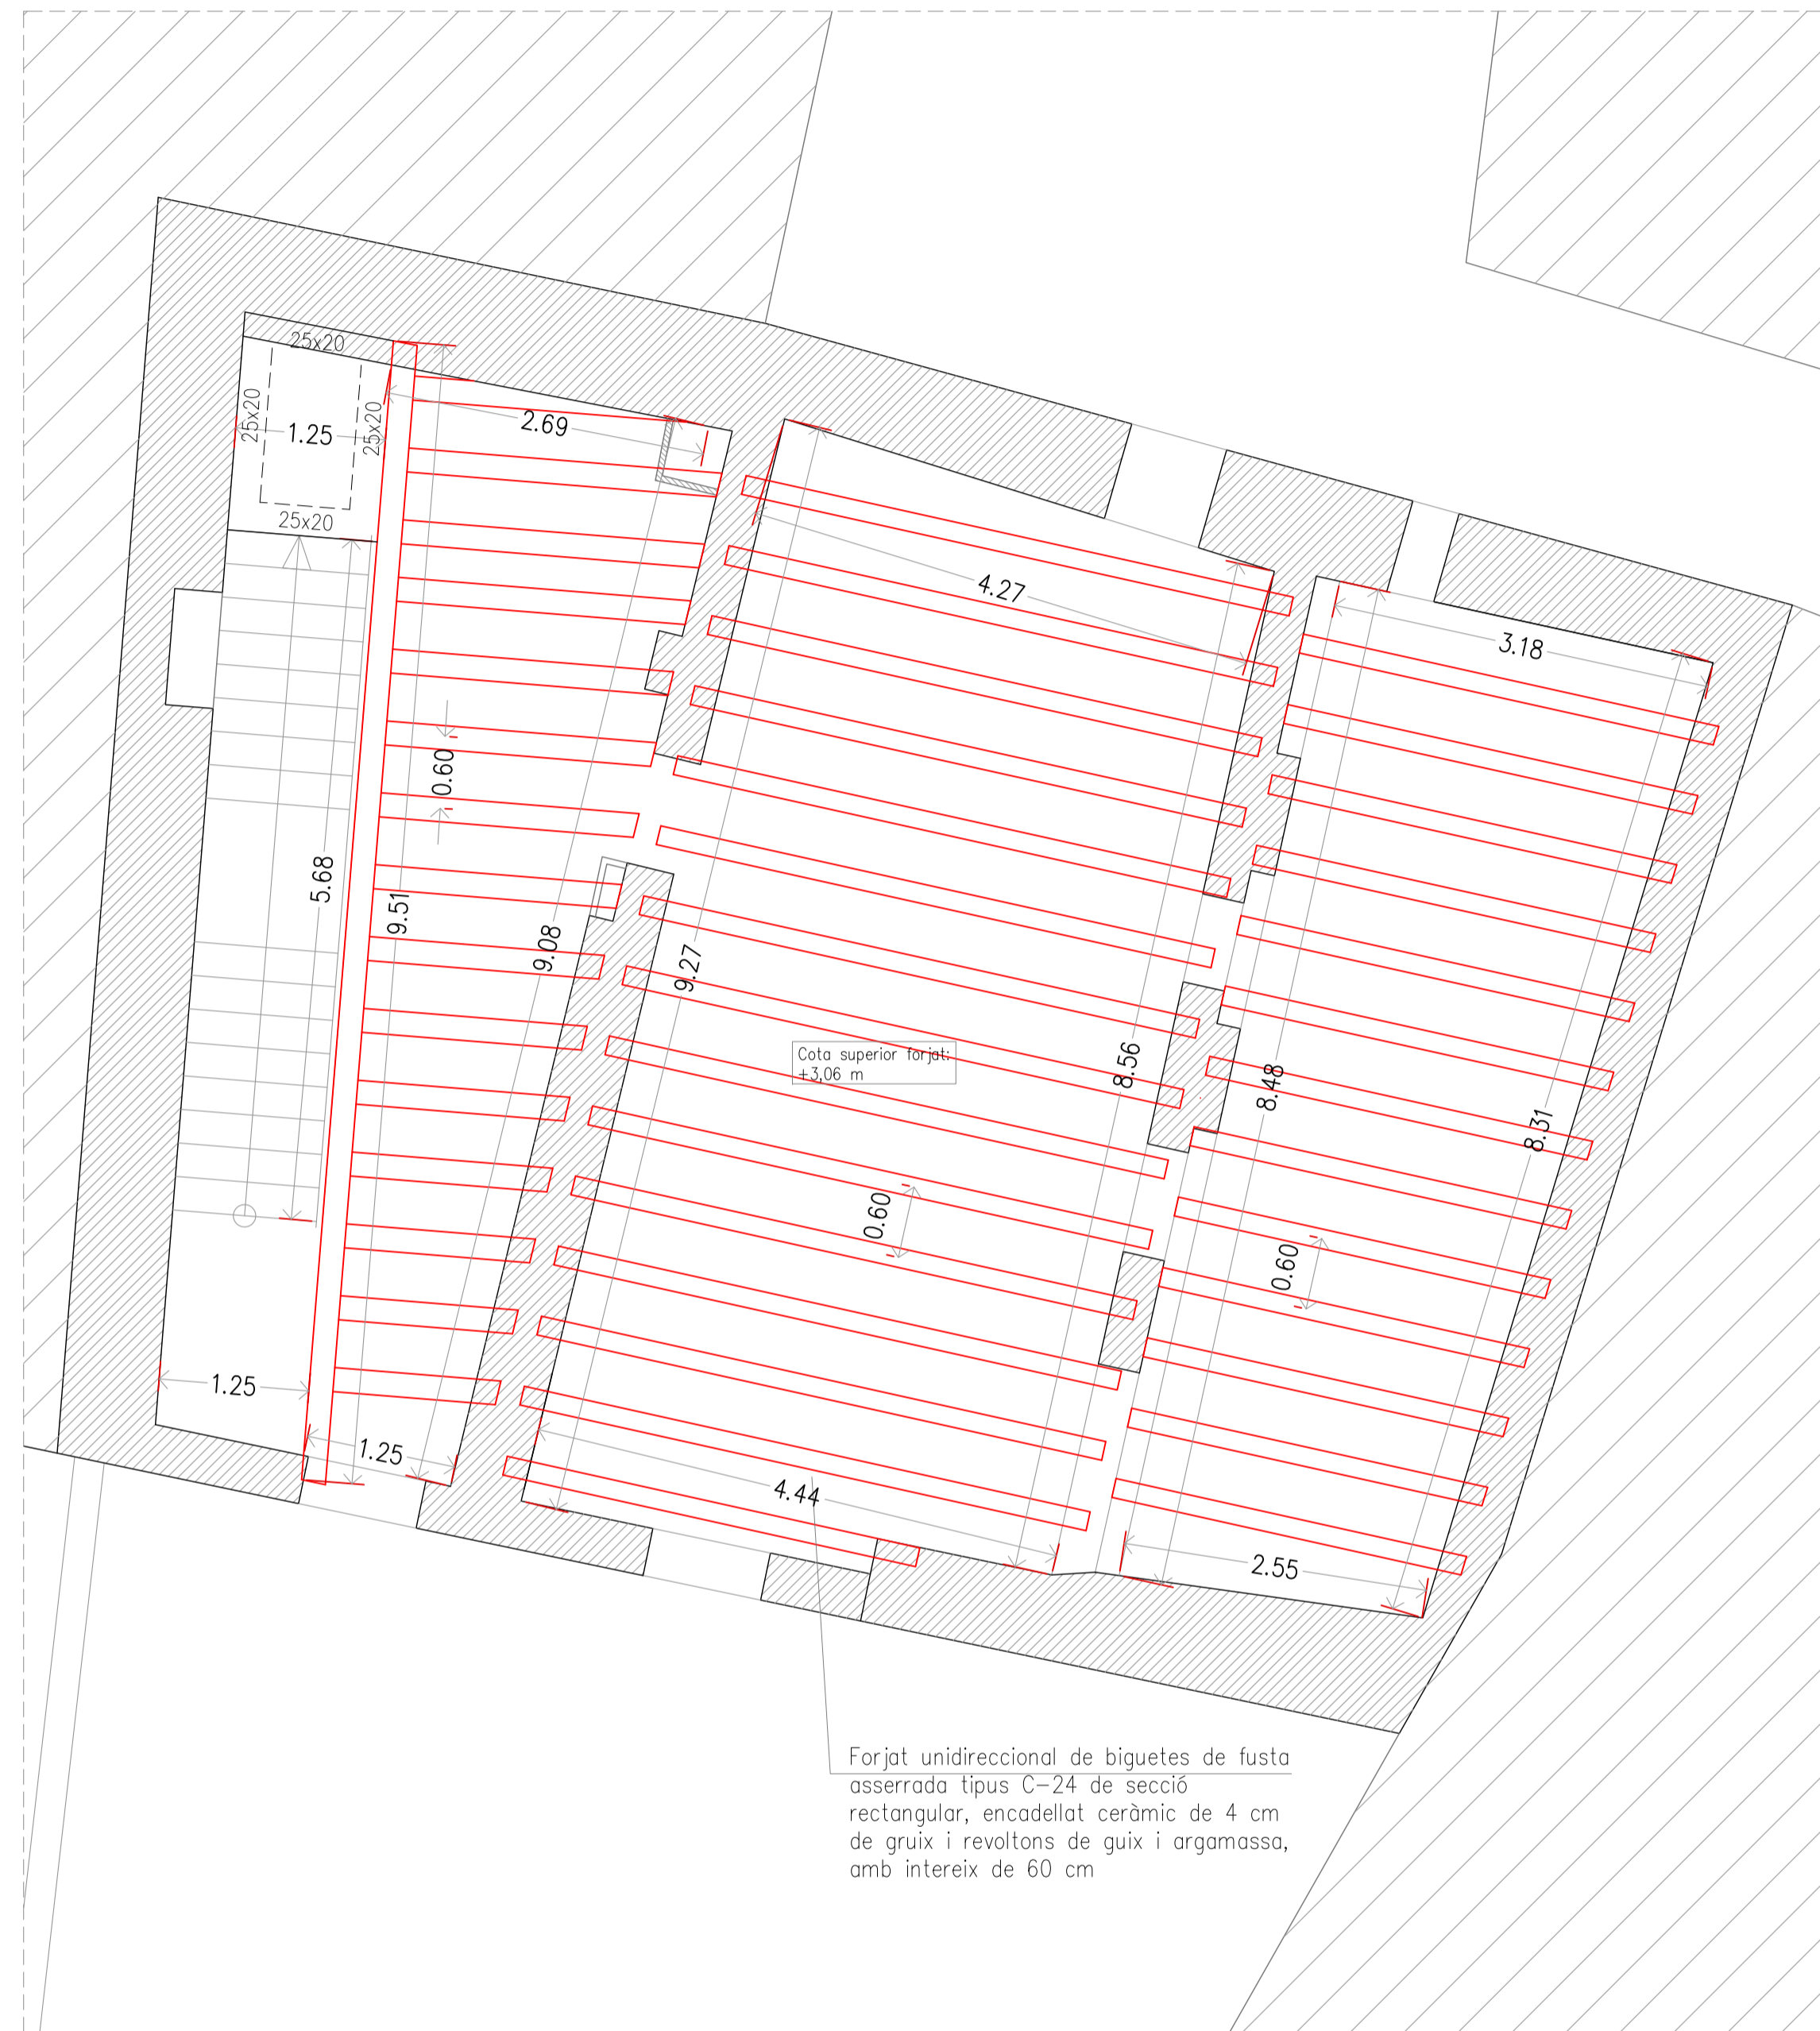 25x20
25x20
1.25
25x20
2.69
25x20
4.27
3.18
0.60
5.68
9.51
9.08
9.27
Cota superior forjat:
+3,06 m
8.56
8.48
8.31
0.60
0.60
1.25
1.25
4.44
2.55
Forjat unidireccional de biguetes de fusta
asserrada tipus C-24 de secció
rectangular, encadellat ceràmic de 4 cm
de gruix i revoltons de guix i argamassa,
amb intereix de 60 cm